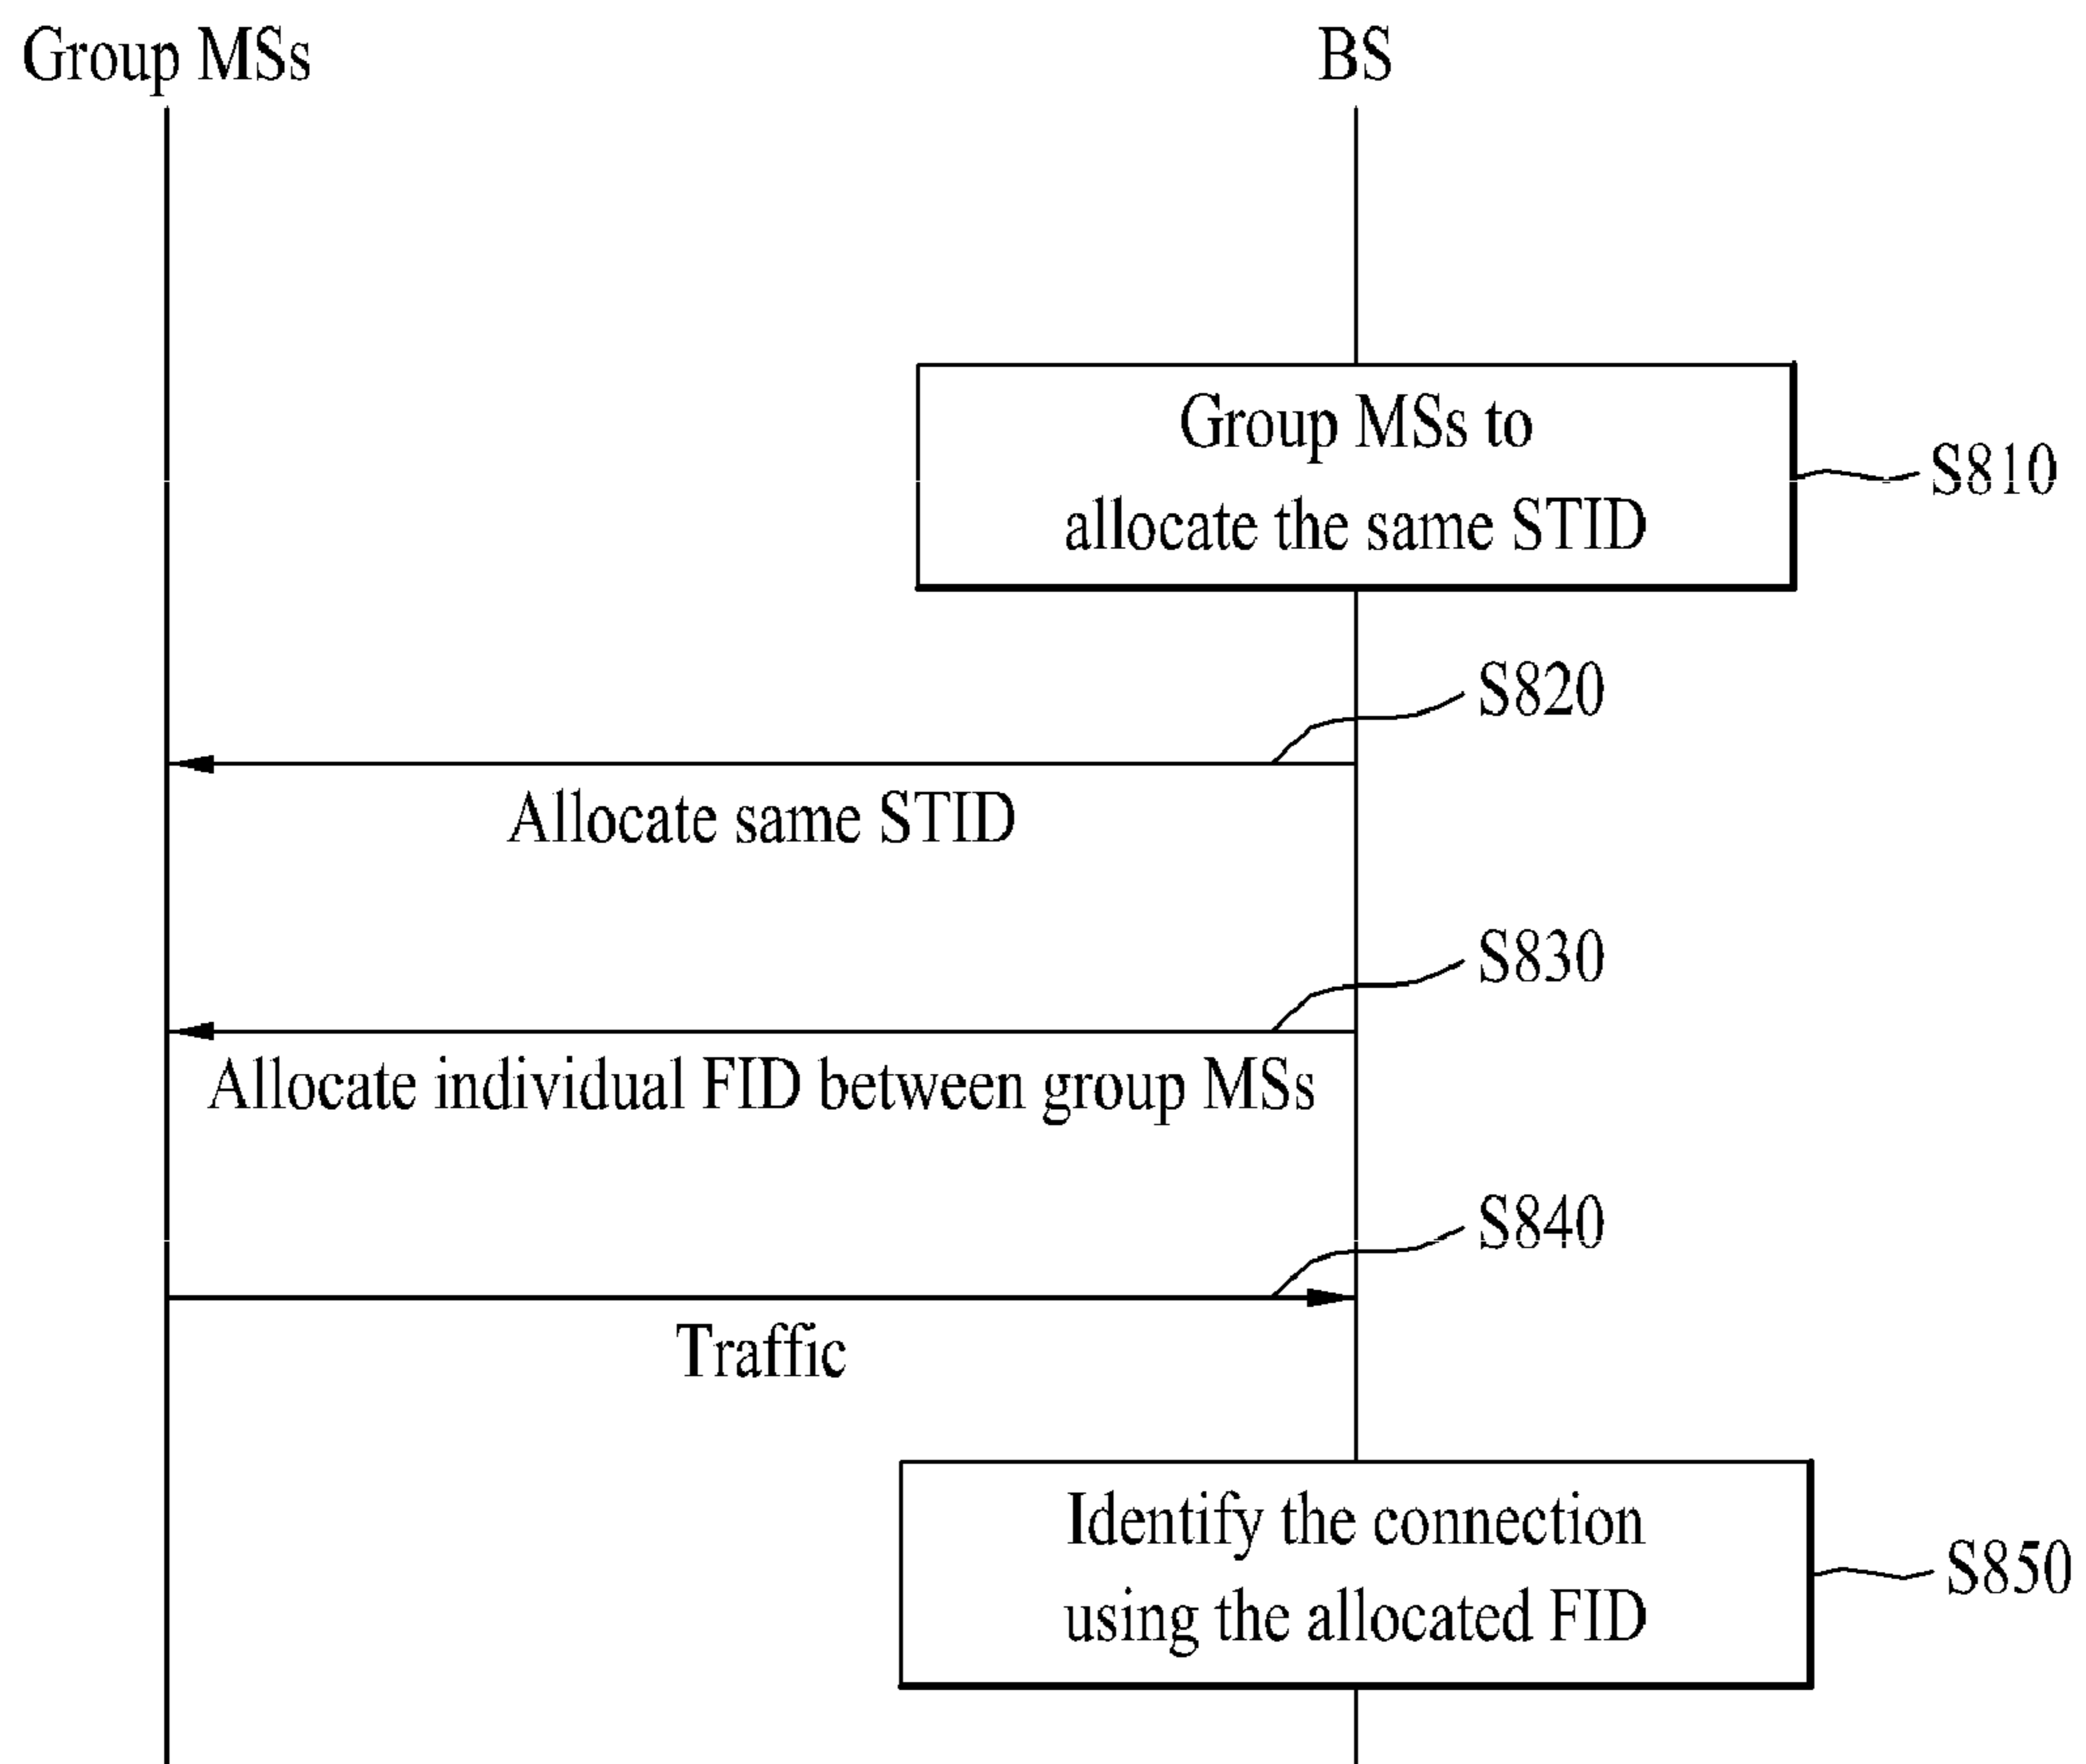 Group MSs
BS
Group MSs to
allocate the same STID
S810
S820
Allocate same STID
S830
Allocate individual FID between group MSs
S840
Traffic
Identify the connection
using the allocated FID
S850